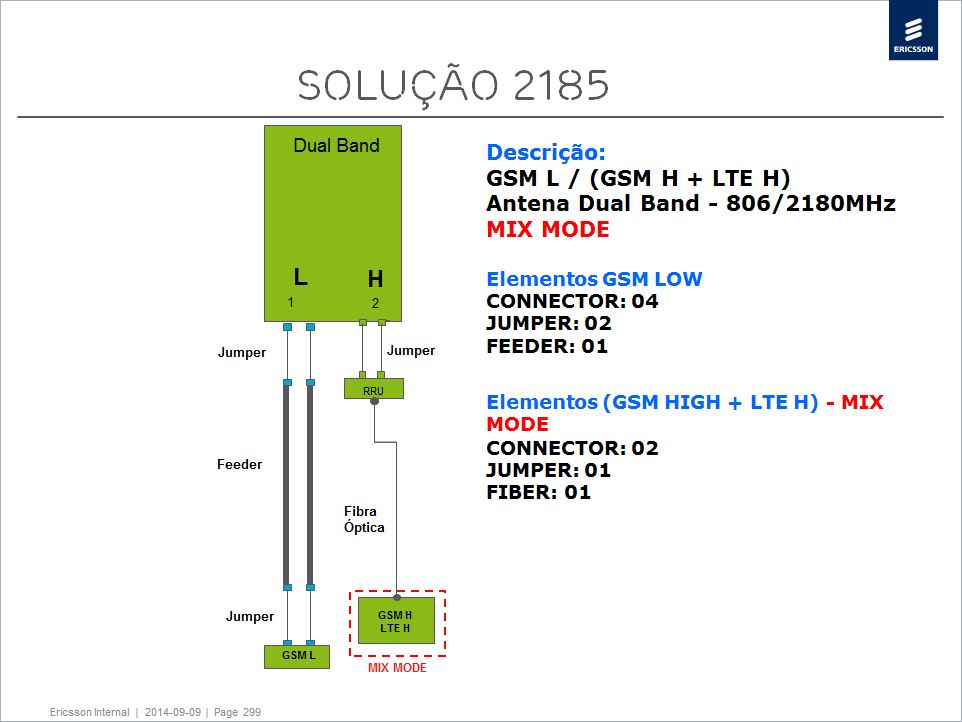 ERICSSON
SOLUÇÃO 2185
Dual Band
L
H
1
2
Jumper
Jumper
RRU
Feeder
Fibra
Óptica
Jumper
GSM H
LTE H
GSM L
MIX MODE
Descrição:
GSM L / (GSM H + LTE H)
Antena Dual Band - 806/2180MHz
MIX MODE
Elementos GSM LOW
CONNECTOR: 04
JUMPER: 02
FEEDER: 01
Elementos (GSM HIGH + LTE H) - MIX
MODE
CONNECTOR: 02
JUMPER: 01
FIBER: 01
Ericsson Internal | 2014-09-09 | Page 299